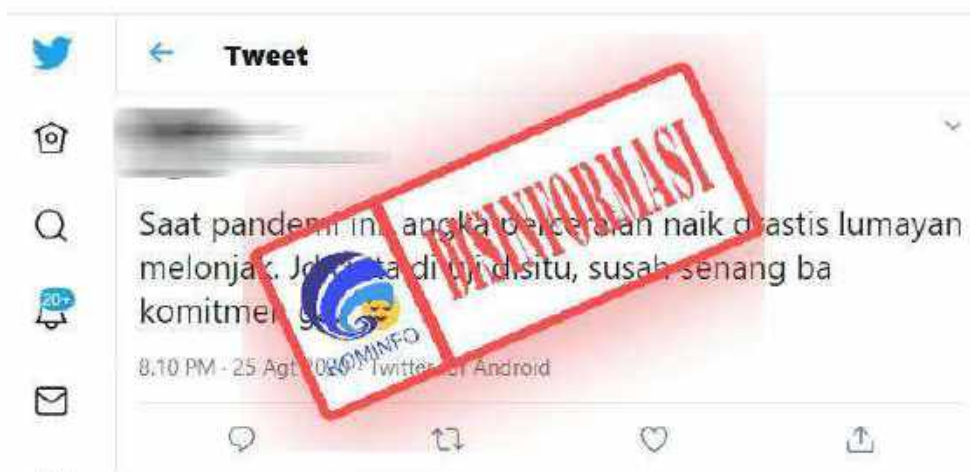 Tweet
Saat pandemi ini angka perceraian naik drastis lumayan
melonjak. di uji disitu, susah senang ba
DISINFORMASI
20+
komitmen
KOMINFO
8.10 PM · 25 Agt 2020 · Twitter for Android